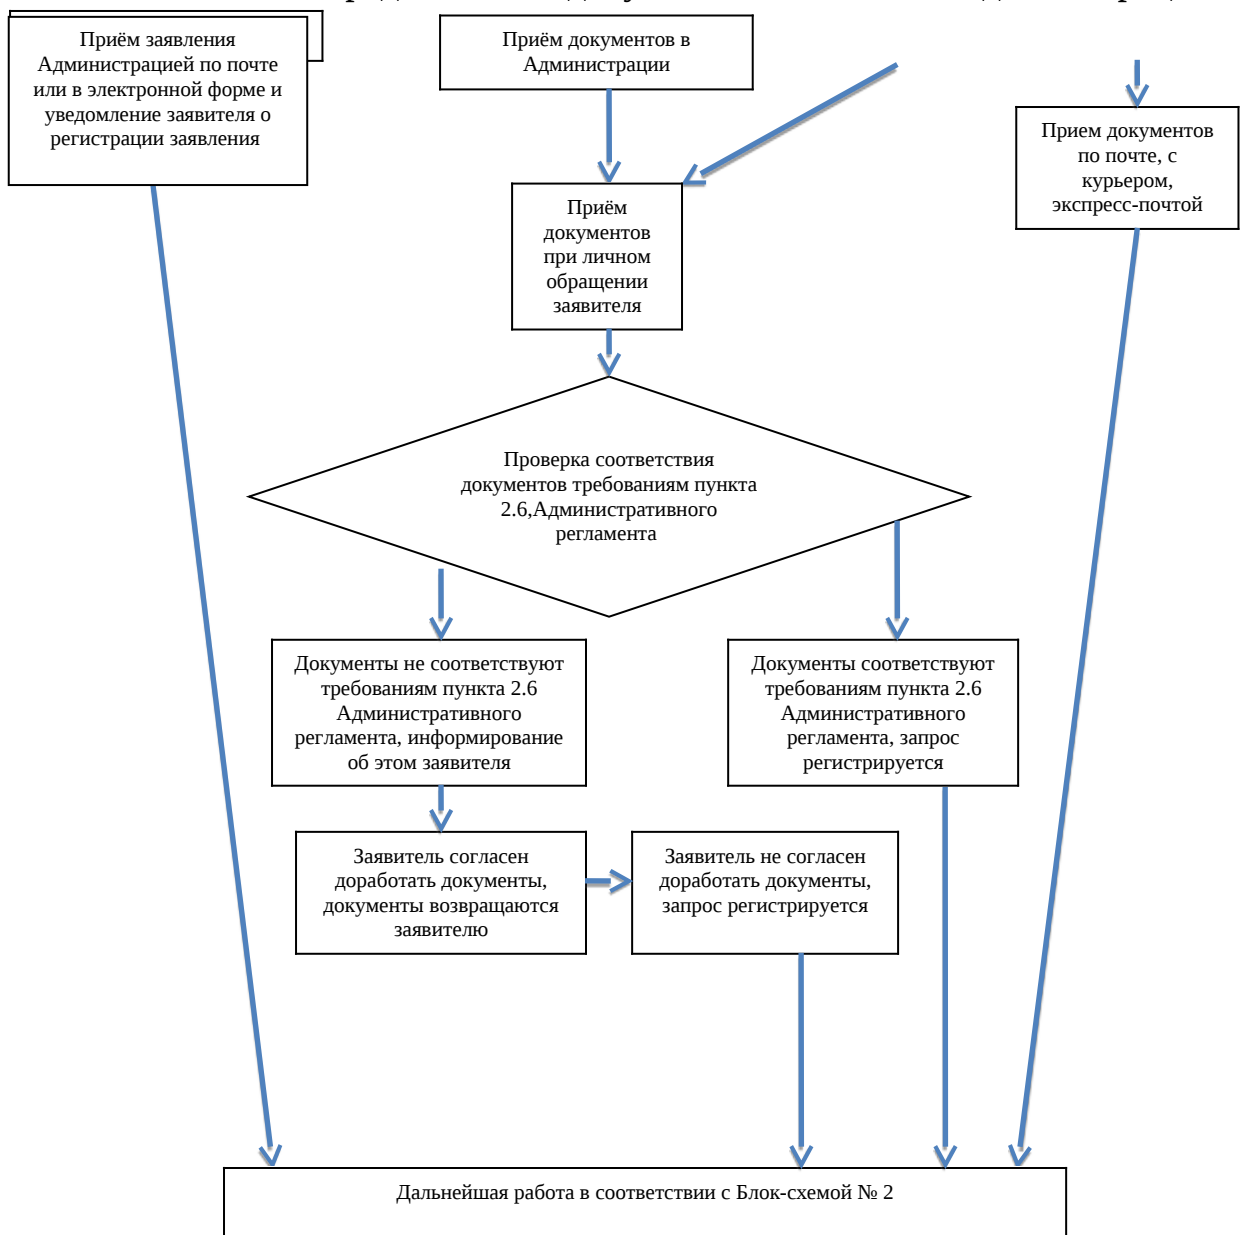 Приём заявления
Администрацией по почте
или в электронной форме и
уведомление заявителя о
регистрации заявления
Приём документов в
Администрации
Прием документов
по почте, с
курьером,
экспресс-почтой
Приём
документов
при личном
обращении
заявителя
Проверка соответствия
документов требованиям пункта
2.6,Административного
регламента
Документы не соответствуют
требованиям пункта 2.6
Административного
регламента, информирование
об этом заявителя
Документы соответствуют
требованиям пункта 2.6
Административного
регламента, запрос
регистрируется
Заявитель согласен
доработать документы,
документы возвращаются
заявителю
Заявитель не согласен
доработать документы,
запрос регистрируется
Дальнейшая работа в соответствии с Блок-схемой № 2